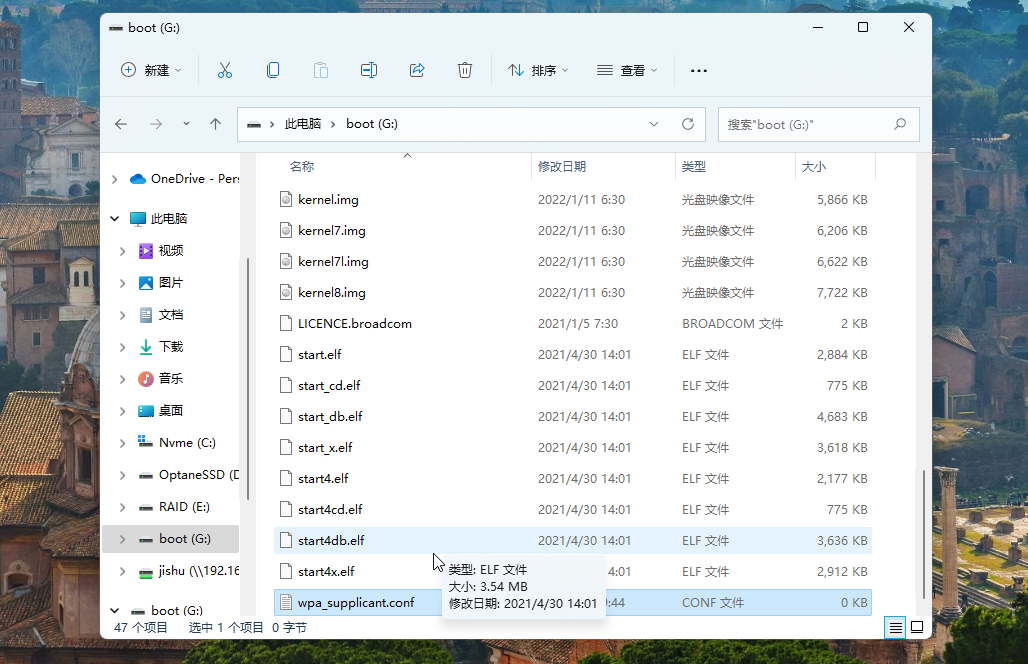 boot (G:)
新建 排序 查看
此电脑 boot (G:) 搜索"boot (G:)"
OneDrive - Pers
此电脑
视频
图片
文档
下载
音乐
桌面
Nvme (C:)
OptaneSSD (D
RAID (E:)
boot (G:)
jishu (\\192.16
boot (G:)
名称 修改日期 类型 大小
kernel.img 2022/1/11 6:30 光盘映像文件 5,866 KB
kernel7.img 2022/1/11 6:30 光盘映像文件 6,206 KB
kernel7l.img 2022/1/11 6:30 光盘映像文件 6,622 KB
kernel8.img 2022/1/11 6:30 光盘映像文件 7,722 KB
LICENCE.broadcom 2021/1/5 7:30 BROADCOM 文件 2 KB
start.elf 2021/4/30 14:01 ELF 文件 2,884 KB
start_cd.elf 2021/4/30 14:01 ELF 文件 775 KB
start_db.elf 2021/4/30 14:01 ELF 文件 4,683 KB
start_x.elf 2021/4/30 14:01 ELF 文件 3,618 KB
start4.elf 2021/4/30 14:01 ELF 文件 2,177 KB
start4cd.elf 2021/4/30 14:01 ELF 文件 775 KB
start4db.elf 2021/4/30 14:01 ELF 文件 3,636 KB
start4x.elf 4:01 ELF 文件 2,912 KB
wpa_supplicant.conf :44 CONF 文件 0 KB
类型: ELF 文件
大小: 3.54 MB
修改日期: 2021/4/30 14:01
47 个项目 选中 1 个项目 0 字节